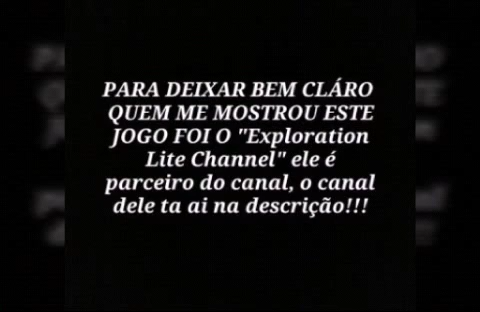 PARA DEIXAR BEM CLÁRO
QUEM ME MOSTROU ESTE
JOGO FOI O "Exploration
Lite Channel" ele é
parceiro do canal, o canal
dele ta ai na descrição!!!